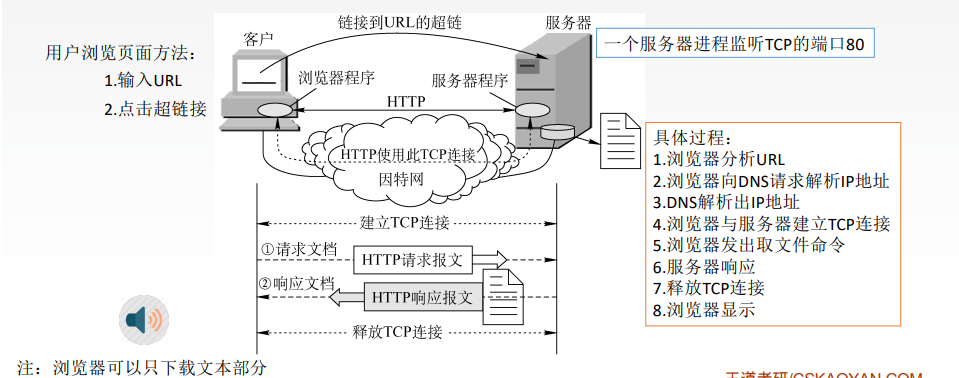 用户浏览页面方法：
1.输入URL
2.点击超链接
链接到URL的超链
客户
服务器
浏览器程序
服务器程序
HTTP
HTTP使用此TCP连接
因特网
一个服务器进程监听TCP的端口80
建立TCP连接
①请求文档
HTTP请求报文
②响应文档
HTTP响应报文
释放TCP连接
具体过程：
1.浏览器分析URL
2.浏览器向DNS请求解析IP地址
3.DNS解析出IP地址
4.浏览器与服务器建立TCP连接
5.浏览器发出取文件命令
6.服务器响应
7.释放TCP连接
8.浏览器显示
注：浏览器可以只下载文本部分
王道考研/CSKAOYAN.COM